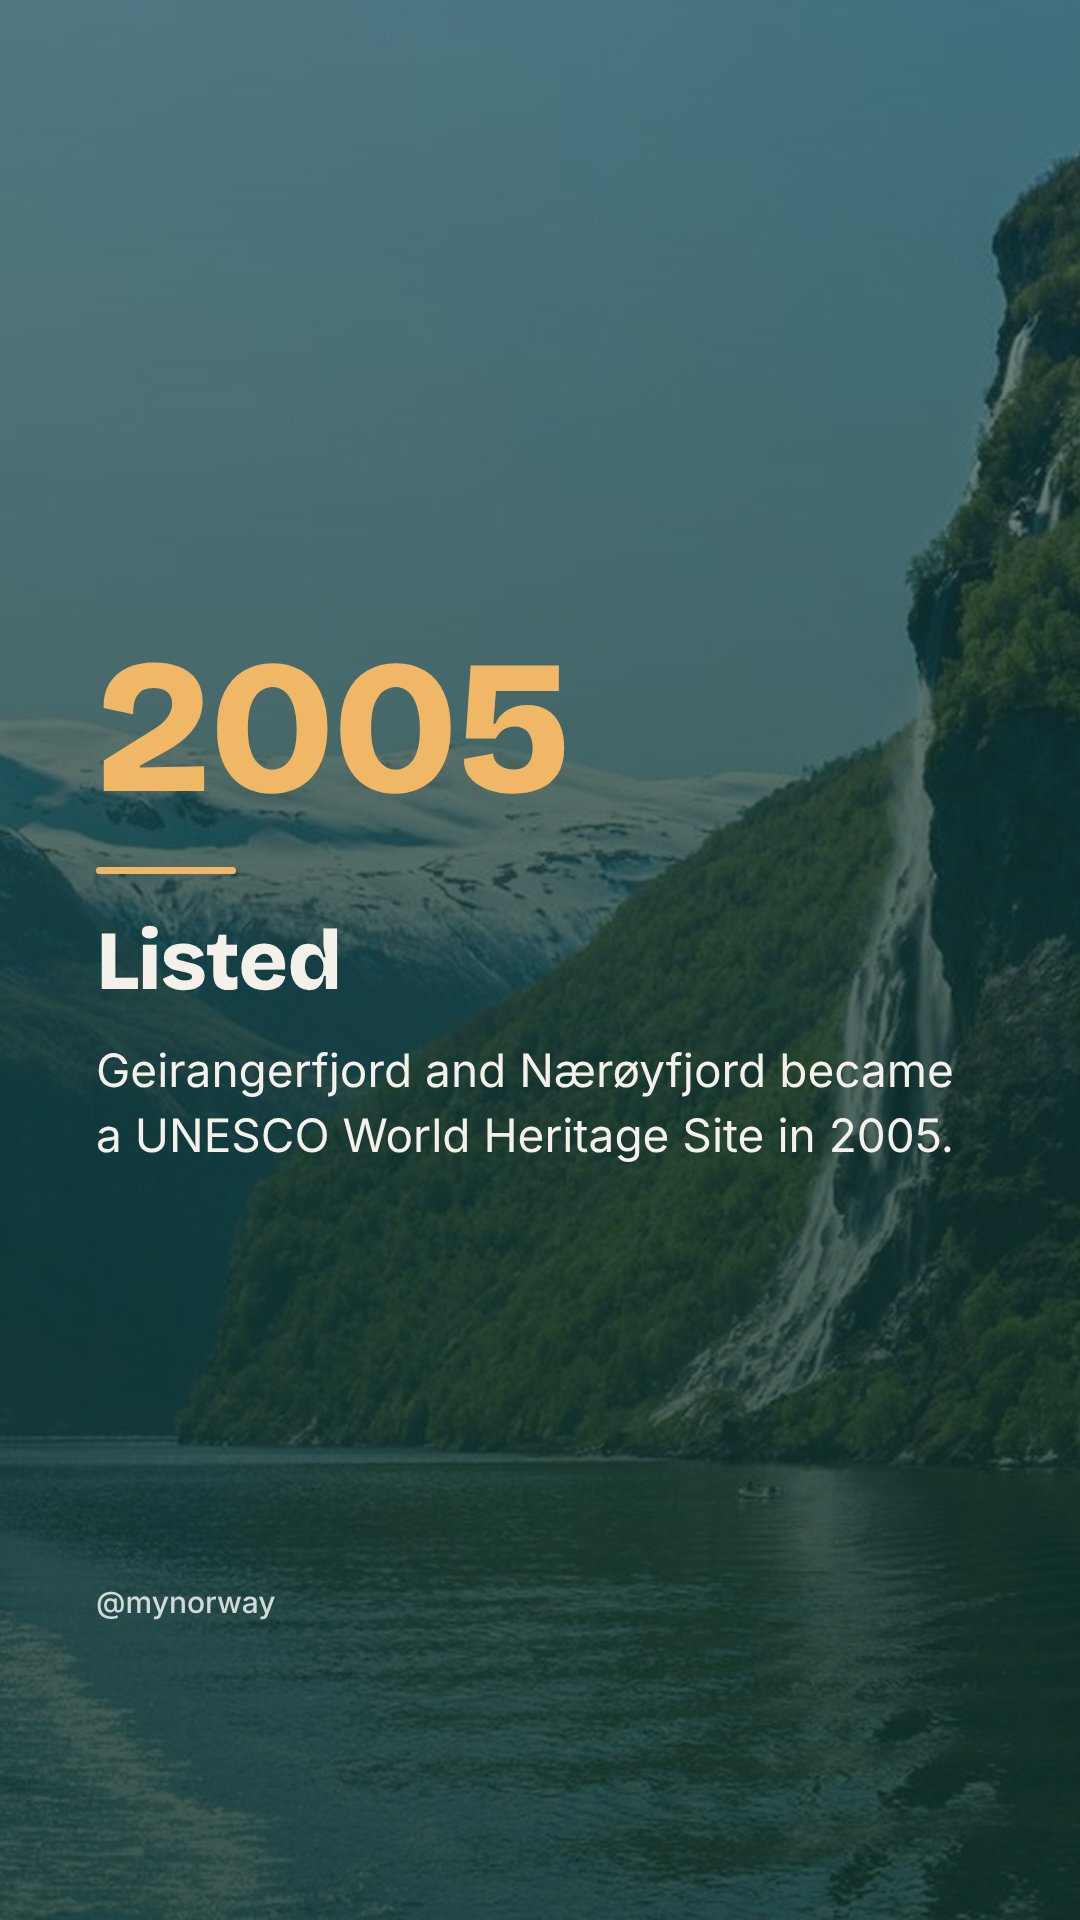 2005
Listed
Geirangerfjord and Nærøyfjord became
a UNESCO World Heritage Site in 2005.
@mynorway